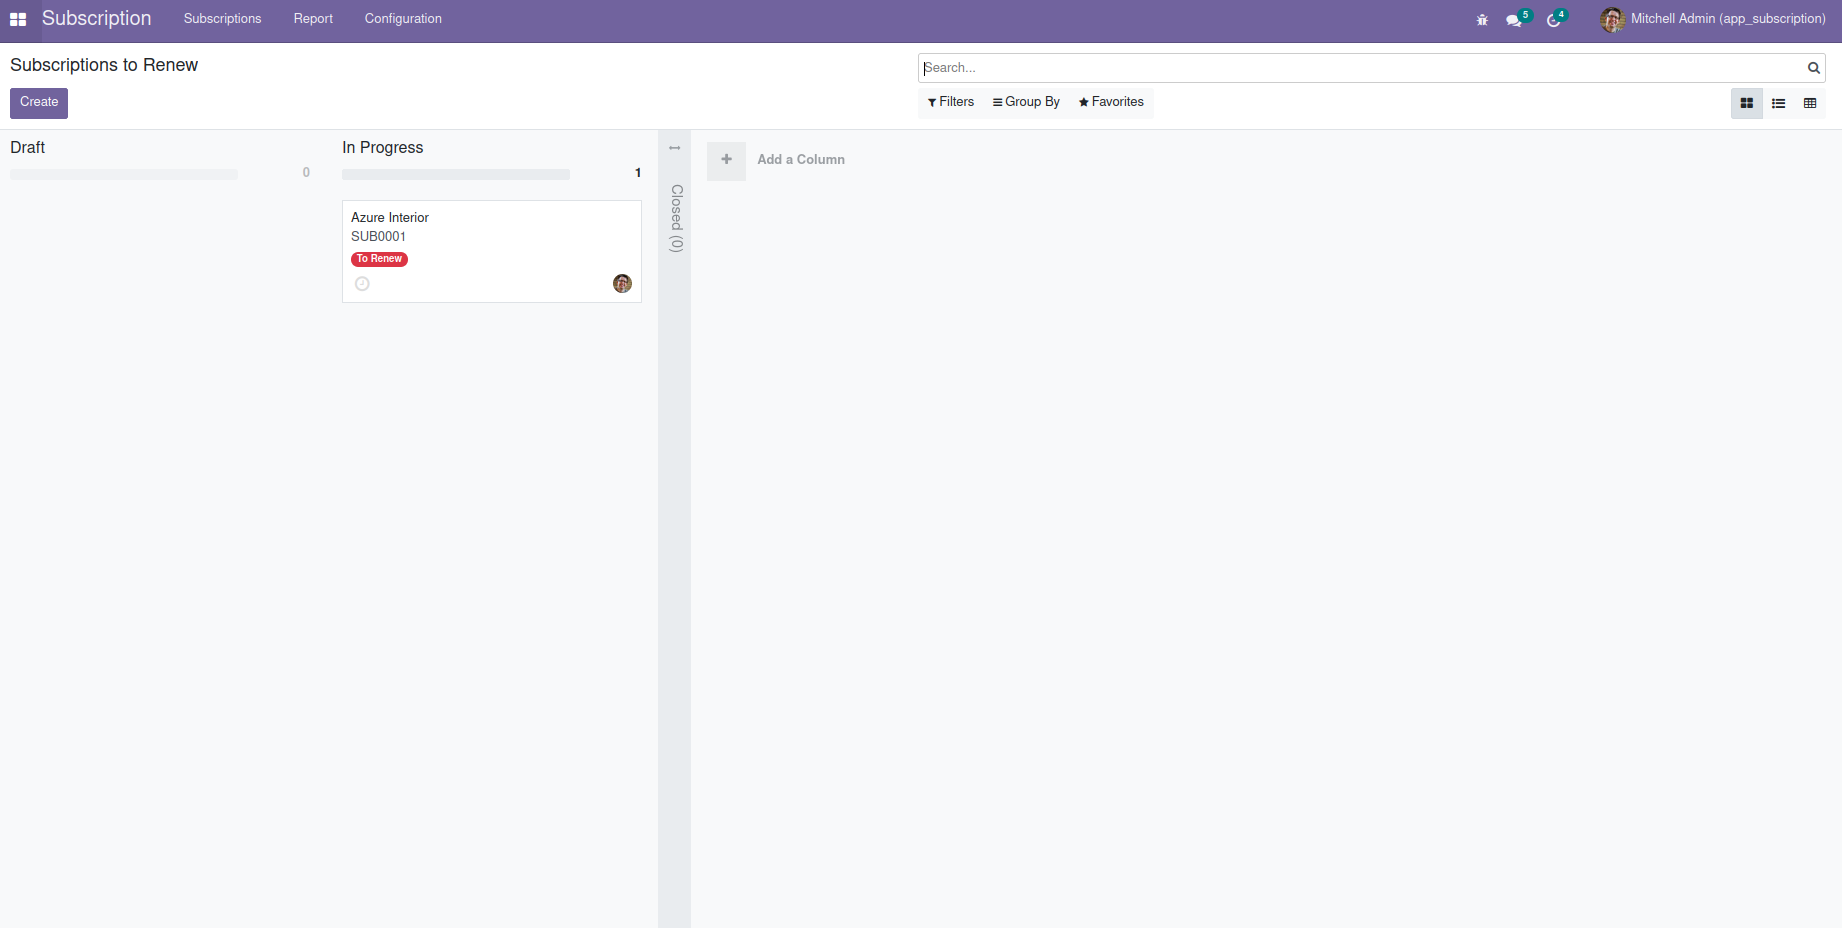 Subscription Subscriptions Report Configuration 5 4 Mitchell Admin (app_subscription)
Subscriptions to Renew
Search...
Create
Filters Group By Favorites
Draft
0
In Progress
1
Azure Interior
SUB0001
To Renew
Closed (0)
Add a Column